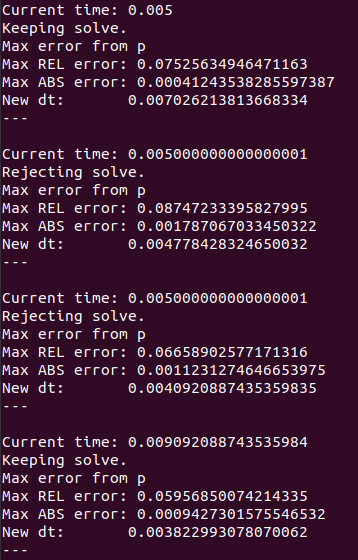 Current time: 0.005
Keeping solve.
Max error from p
Max REL error: 0.07525634946471163
Max ABS error: 0.00041243538285597387
New dt:        0.007026213813668334
---
Current time: 0.005000000000000001
Rejecting solve.
Max error from p
Max REL error: 0.08747233395827995
Max ABS error: 0.001787067033450322
New dt:        0.004778428324650032
---
Current time: 0.005000000000000001
Rejecting solve.
Max error from p
Max REL error: 0.06658902577171316
Max ABS error: 0.0011231274646653975
New dt:        0.0040920887435359835
---
Current time: 0.009092088743535984
Keeping solve.
Max error from p
Max REL error: 0.05956850074214335
Max ABS error: 0.0009427301575546532
New dt:        0.003822993078070062
---